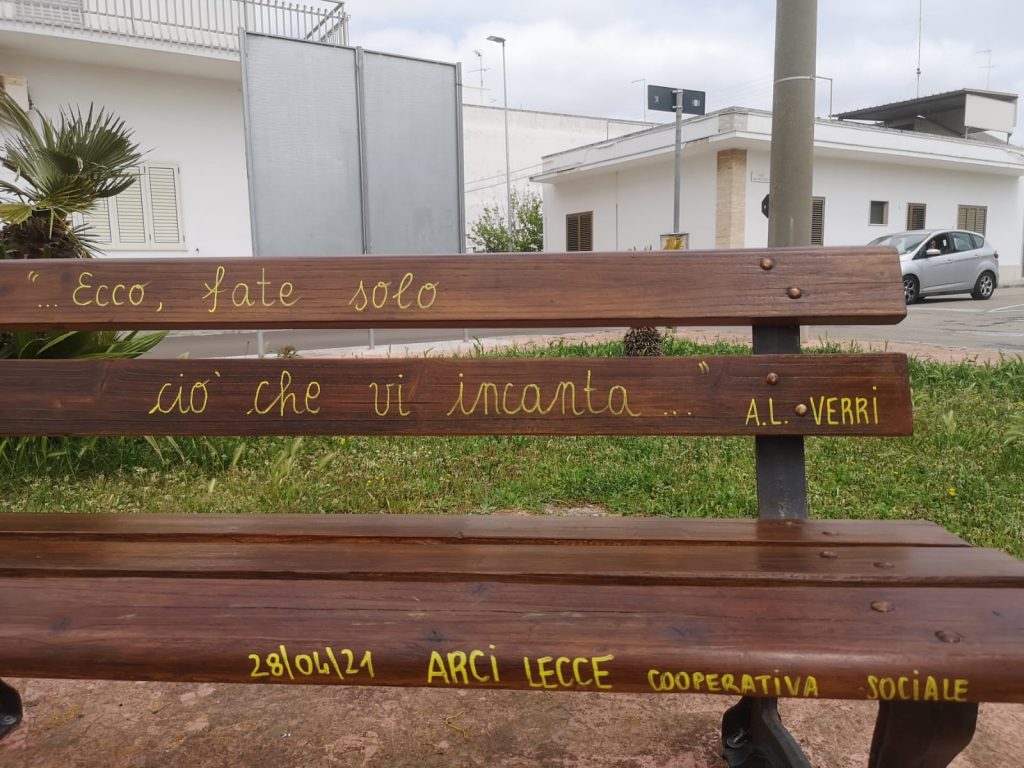 "... Ecco, fate solo
ciò che vi incanta ..." A.L. VERRI
28/04/21 ARCI LECCE COOPERATIVA SOCIALE